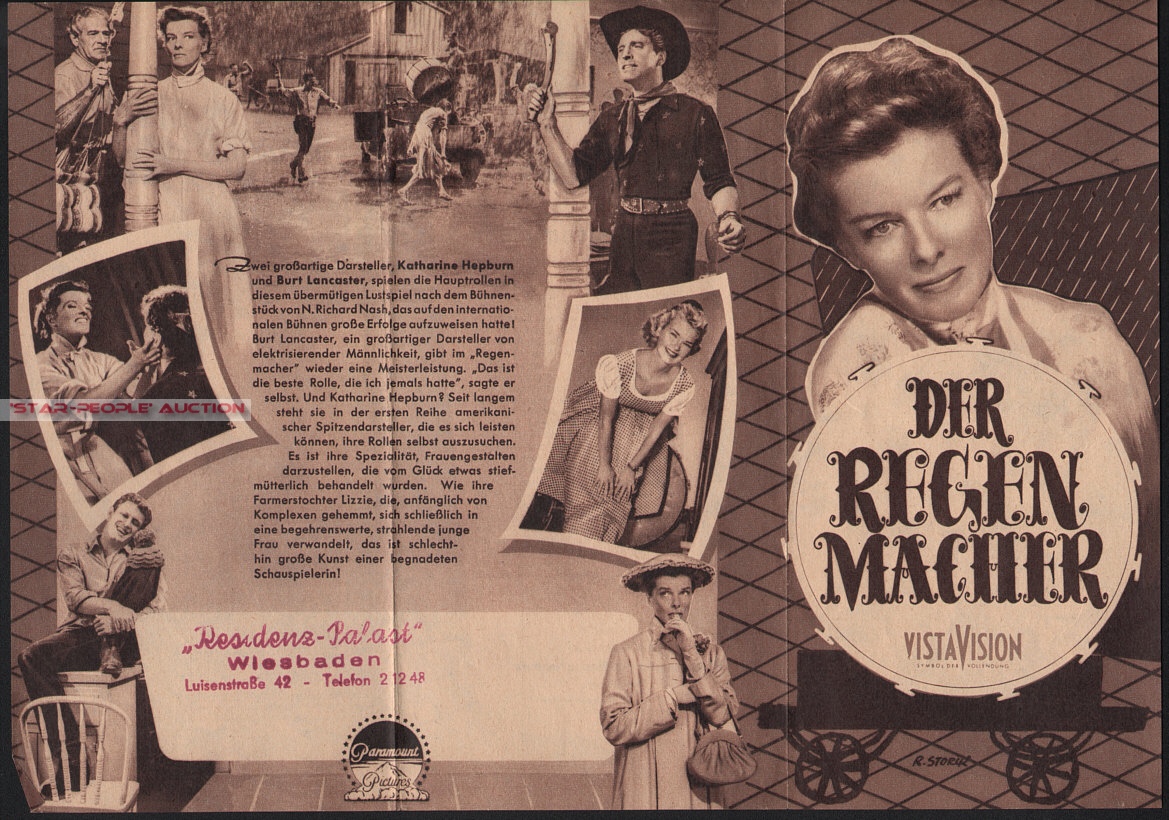 Zwei großartige Darsteller, Katharine Hepburn
und Burt Lancaster, spielen die Hauptrollen in
diesem übermütigen Lustspiel nach dem Bühnen-
stück von N. Richard Nash, das auf den internatio-
nalen Bühnen große Erfolge aufzuweisen hatte!
Burt Lancaster, ein großartiger Darsteller von
elektrisierender Männlichkeit, gibt im „Regen-
macher" wieder eine Meisterleistung. „Das ist
die beste Rolle, die ich jemals hatte", sagte er
selbst. Und Katharine Hepburn? Seit langem
steht sie in der ersten Reihe amerikani-
scher Spitzendarsteller, die es sich leisten
können, ihre Rollen selbst auszusuchen.
Es ist ihre Spezialität, Frauengestalten
darzustellen, die vom Glück etwas stief-
mütterlich behandelt wurden. Wie ihre
Farmerstochter Lizzie, die, anfänglich von
Komplexen gehemmt, sich schließlich in
eine begehrenswerte, strahlende junge
Frau verwandelt, das ist schlecht-
hin große Kunst einer begnadeten
Schauspielerin!
'STAR-PEOPLE' AUCTION
„Residenz-Palast"
Wiesbaden
Luisenstraße 42 - Telefon 2 12 48
Paramount
Pictures
DER
REGEN
MACHER
VISTAVISION
SYMBOL DER VOLLENDUNG
R. STORIK